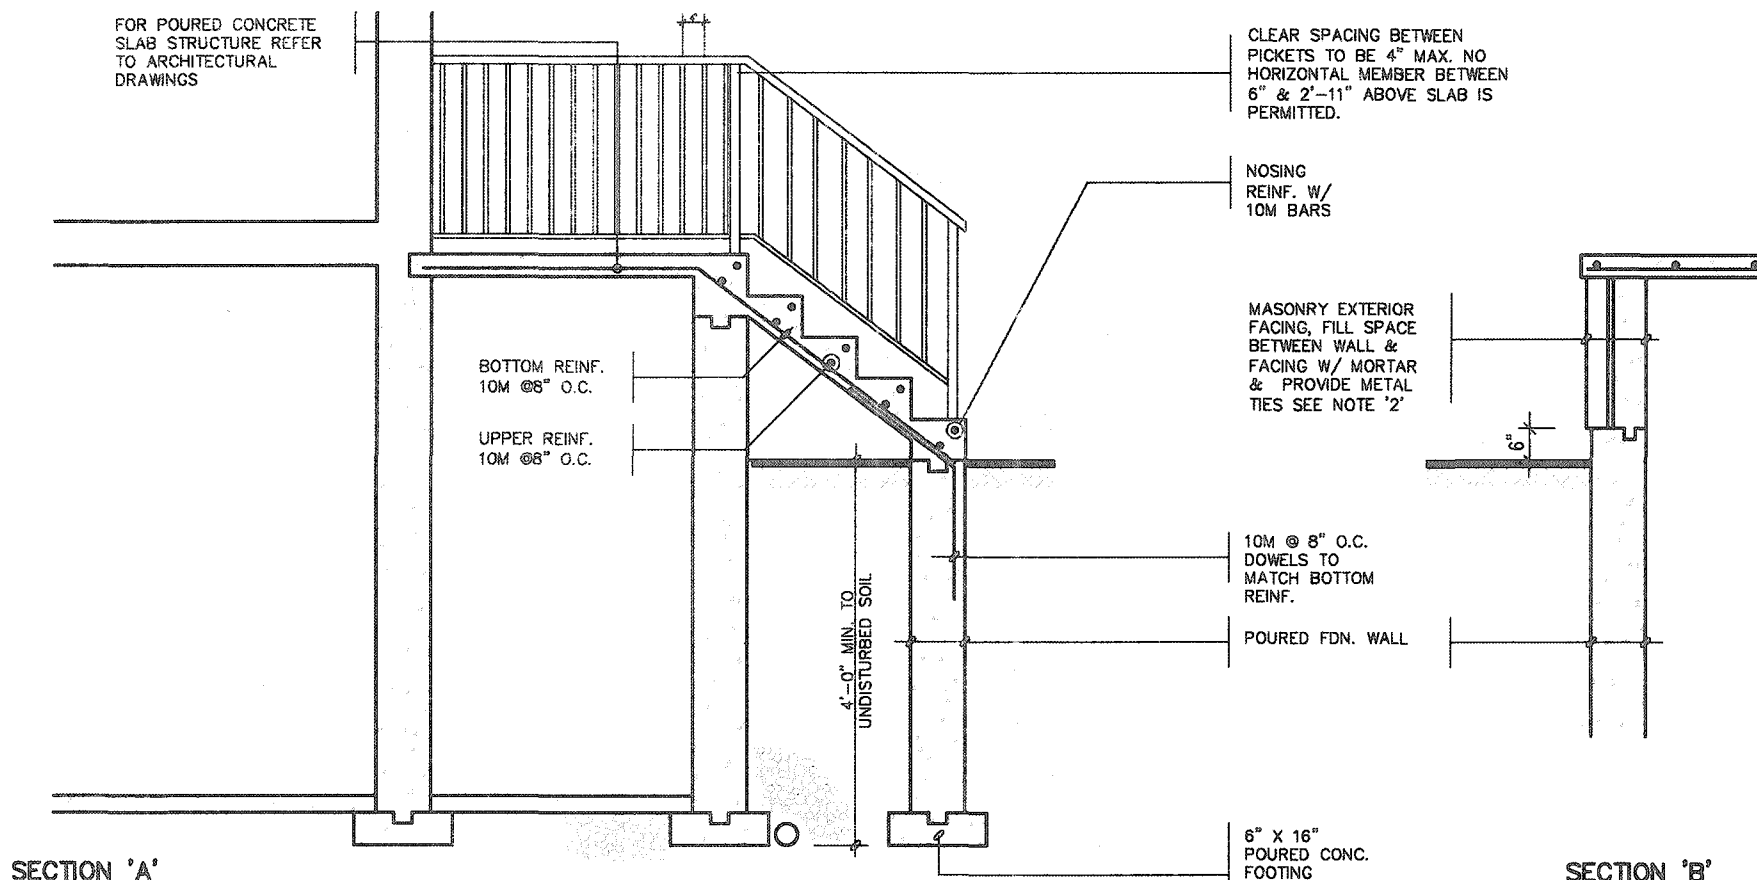 FOR POURED CONCRETE
SLAB STRUCTURE REFER
TO ARCHITECTURAL
DRAWINGS
CLEAR SPACING BETWEEN
PICKETS TO BE 4" MAX. NO
HORIZONTAL MEMBER BETWEEN
6" & 2'-11" ABOVE SLAB IS
PERMITTED.
NOSING
REINF. W/
10M BARS
BOTTOM REINF.
10M @8" O.C.
UPPER REINF.
10M @8" O.C.
MASONRY EXTERIOR
FACING, FILL SPACE
BETWEEN WALL &
FACING W/ MORTAR
& PROVIDE METAL
TIES SEE NOTE '2'
6"
4'-0" MIN. TO
UNDISTURBED SOIL
10M @ 8" O.C.
DOWELS TO
MATCH BOTTOM
REINF.
POURED FDN. WALL
6" X 16"
POURED CONC.
FOOTING
SECTION 'A'
SECTION 'B'